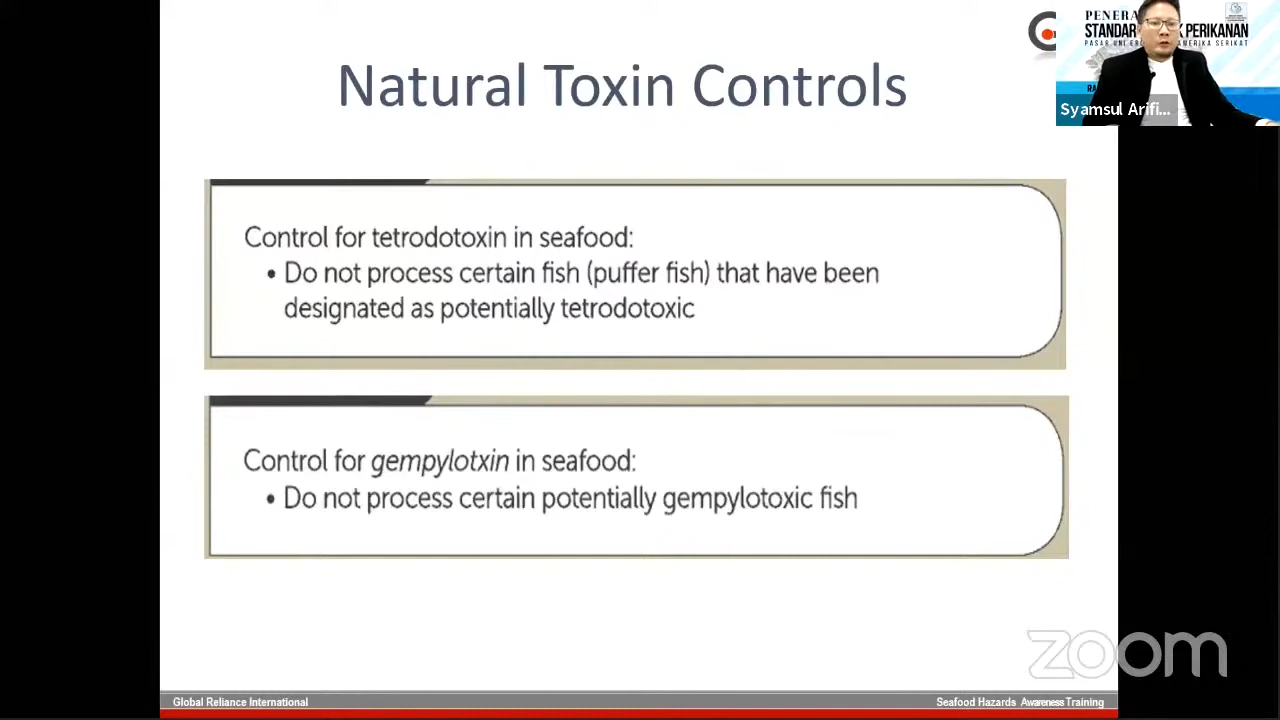 Natural Toxin Controls
PENERA
STANDAR K PERIKANAN
Syamsul Arifi...
Control for tetrodotoxin in seafood:
• Do not process certain fish (puffer fish) that have been
designated as potentially tetrodotoxic
Control for gempylotxin in seafood:
• Do not process certain potentially gempylotoxic fish
zoom
Global Reliance International
Seafood Hazards Awareness Training